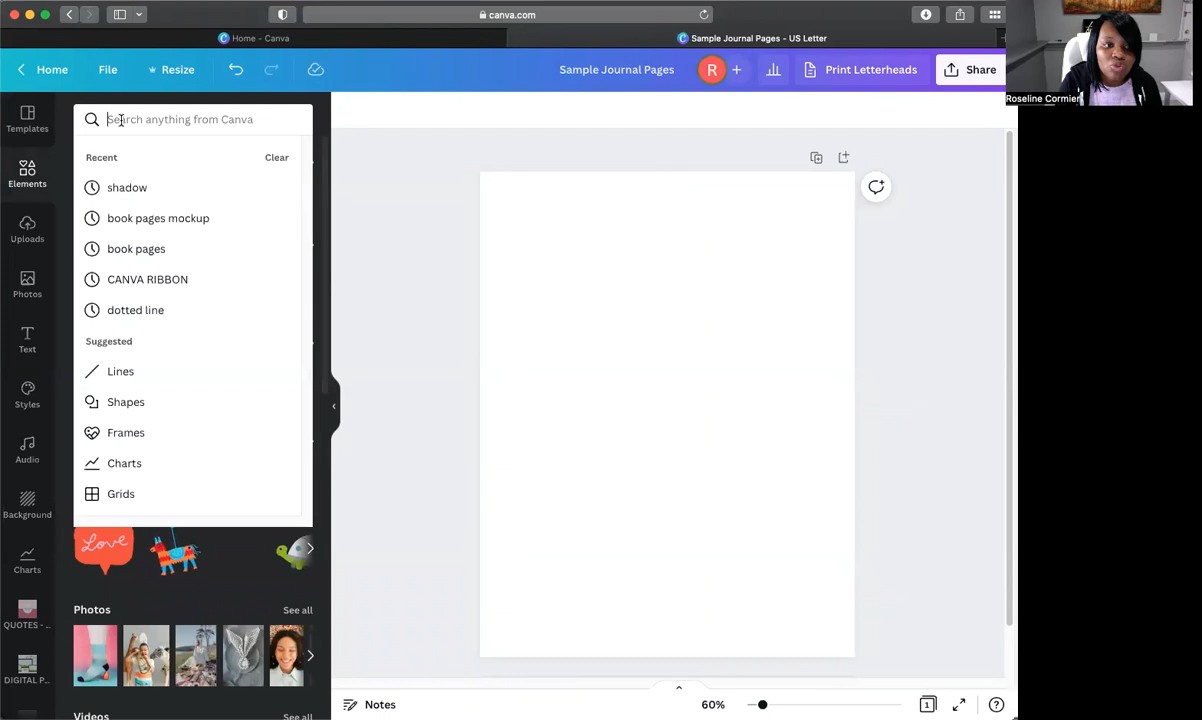 canva.com
Home - Canva
Sample Journal Pages - US Letter
Home
File
Resize
Sample Journal Pages
R
Print Letterheads
Share
Roseline Cormier
Templates
Elements
Uploads
Photos
Text
Styles
Audio
Background
Charts
QUOTES - ...
DIGITAL P...
Search anything from Canva
Recent
Clear
shadow
book pages mockup
book pages
CANVA RIBBON
dotted line
Suggested
Lines
Shapes
Frames
Charts
Grids
Love
Photos
See all
Videos
See all
Notes
60%
1